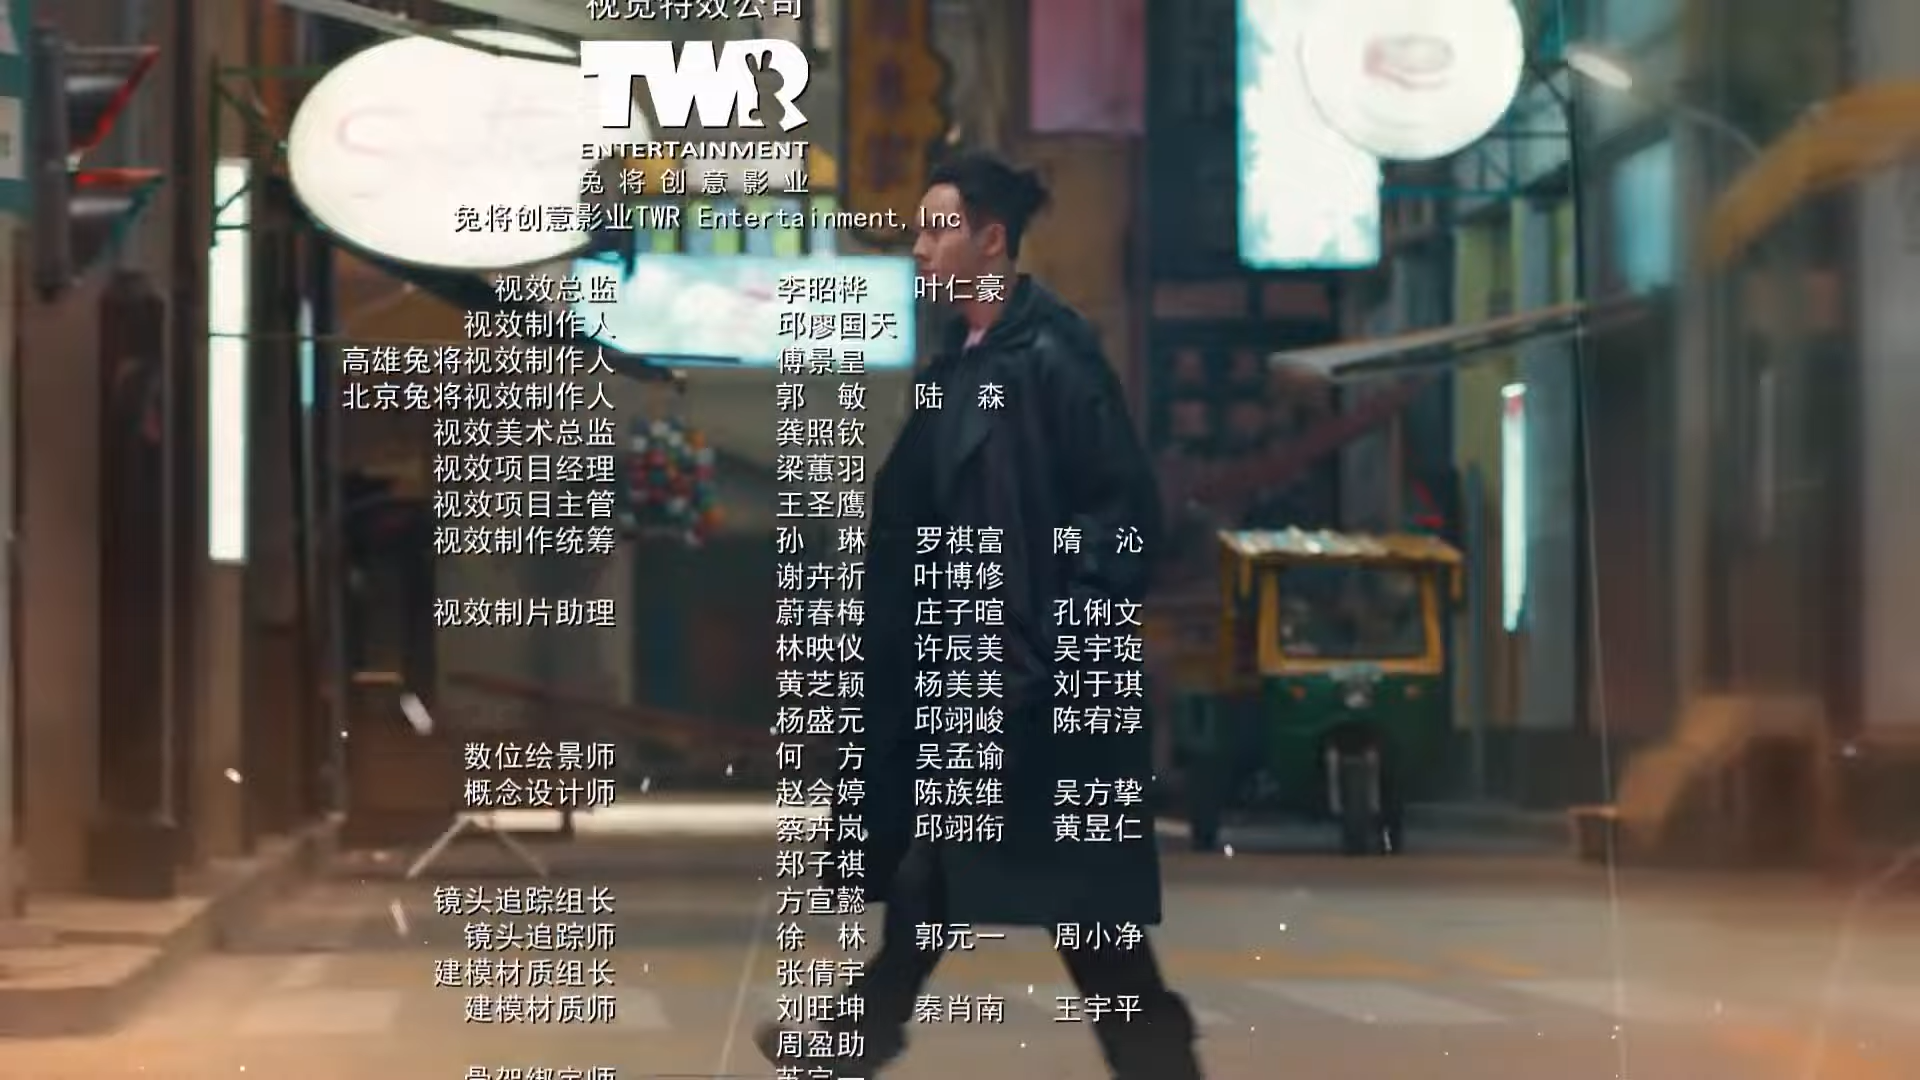 视觉特效公司
TWR
ENTERTAINMENT
兔将创意影业
兔将创意影业TWR Entertainment,Inc
视效总监 李昭桦 叶仁豪
视效制作人 邱廖国天
高雄兔将视效制作人 傅景皇
北京兔将视效制作人 郭 敏 陆 森
视效美术总监 龚照钦
视效项目经理 梁蕙羽
视效项目主管 王圣鹰
视效制作统筹 孙 琳 罗祺富 隋 沁
谢卉祈 叶博修
视效制片助理 蔚春梅 庄子暄 孔俐文
林映仪 许辰美 吴宇琁
黄芝颖 杨美美 刘于琪
杨盛元 邱翊峻 陈宥淳
数位绘景师 何 方 吴孟谕
概念设计师 赵会婷 陈族维 吴方挚
蔡卉岚 邱翊衔 黄昱仁
郑子祺
镜头追踪组长 方宣懿
镜头追踪师 徐 林 郭元一 周小净
建模材质组长 张倩宇
建模材质师 刘旺坤 秦肖南 王宇平
周盈助